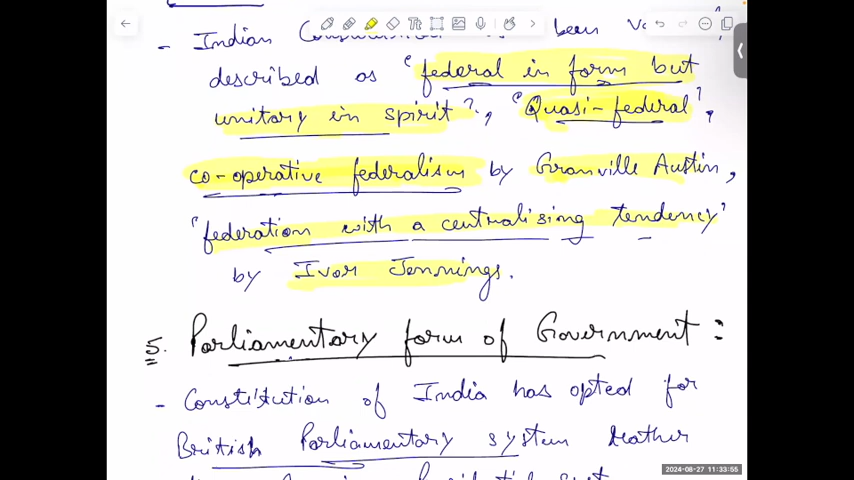 - Indian been
described as 'federal in form but
unitary in spirit', 'Quasi-federal',
co-operative federalism by Granville Austin,
'federation with a centralising tendency'
by Ivor Jennings.
5. Parliamentary form of Government :
- Constitution of India has opted for
British Parliamentary system rather
2024-08-27 11:33:55